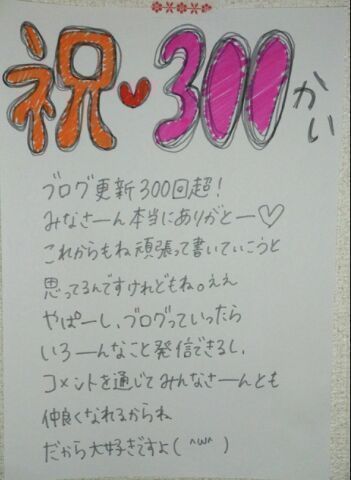 祝♥300かい
ブログ更新300回超!
みなさーん本当にありがとー♡
これからもね頑張って書いていこうと
思ってるんですけれどもね。ええ
やぱーし、ブログっていったら
いろーんなこと発信できるし、
コメントを通じてみんなさーんとも
仲良くなれるからね
だから大好きですよ( ^ω^ )